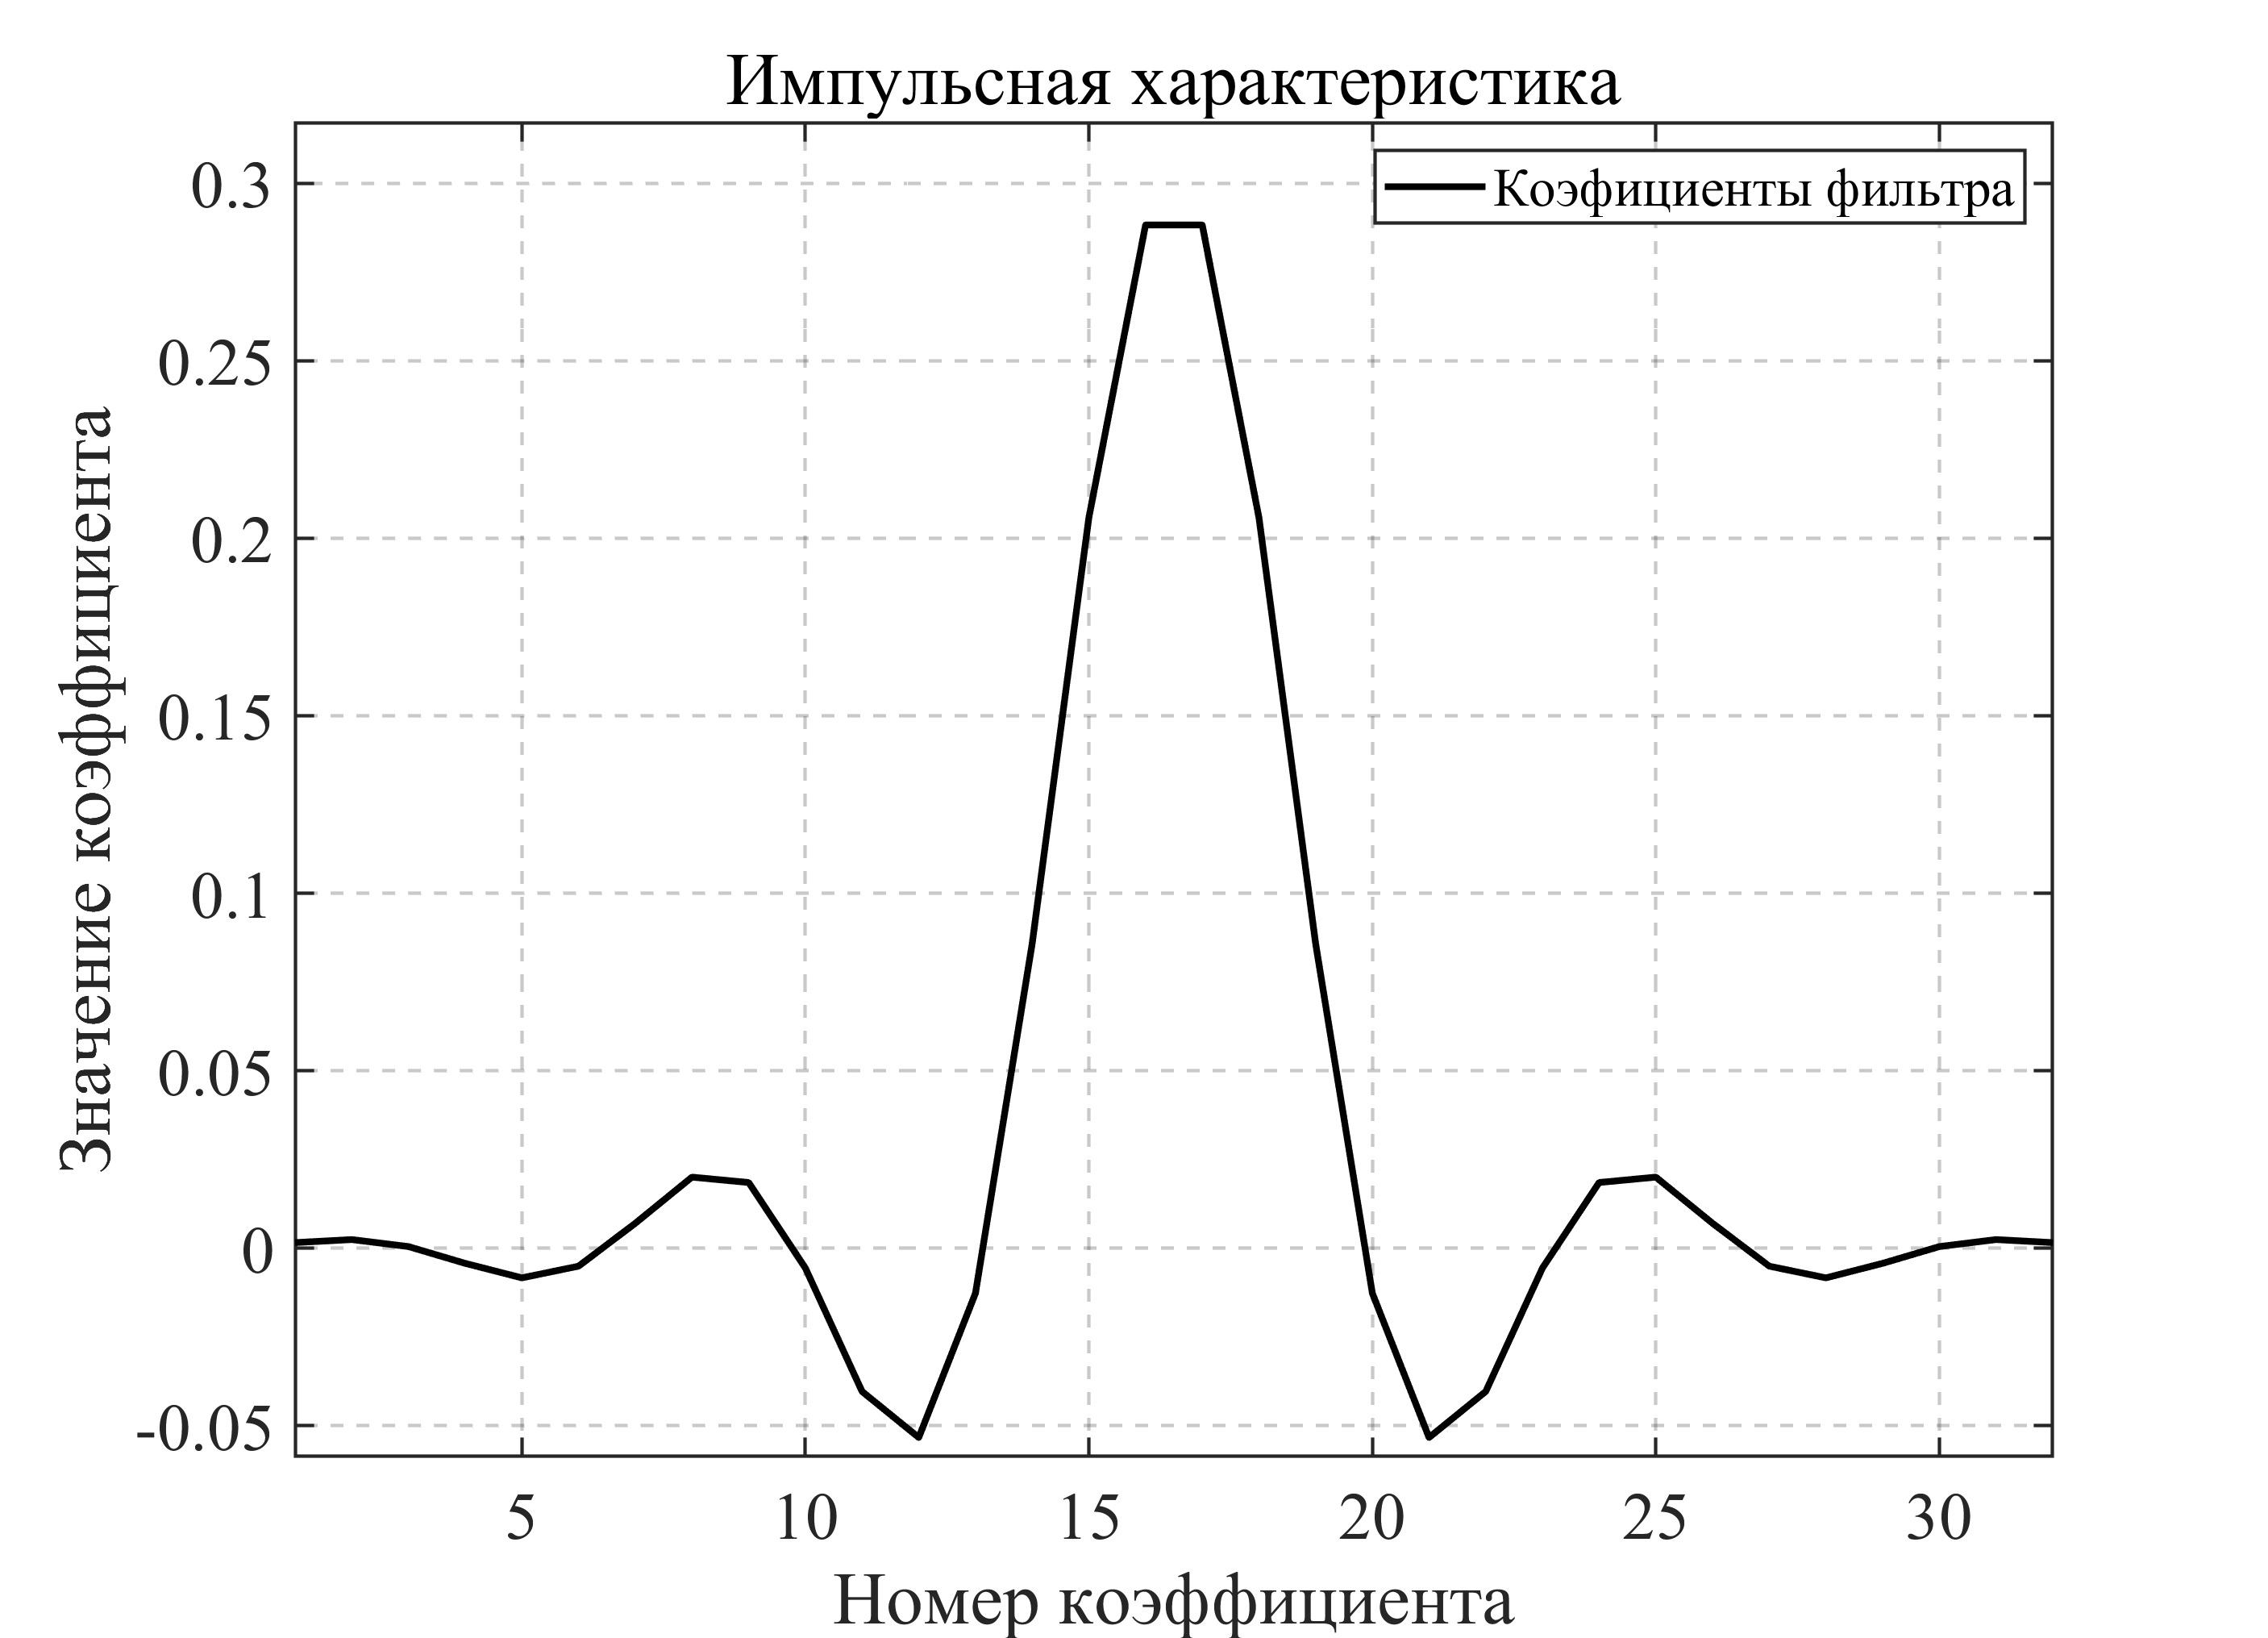 Импульсная характеристика
Коэфициенты фильтра
Значение коэффициента
0.3
0.25
0.2
0.15
0.1
0.05
0
-0.05
5 10 15 20 25 30
Номер коэффициента